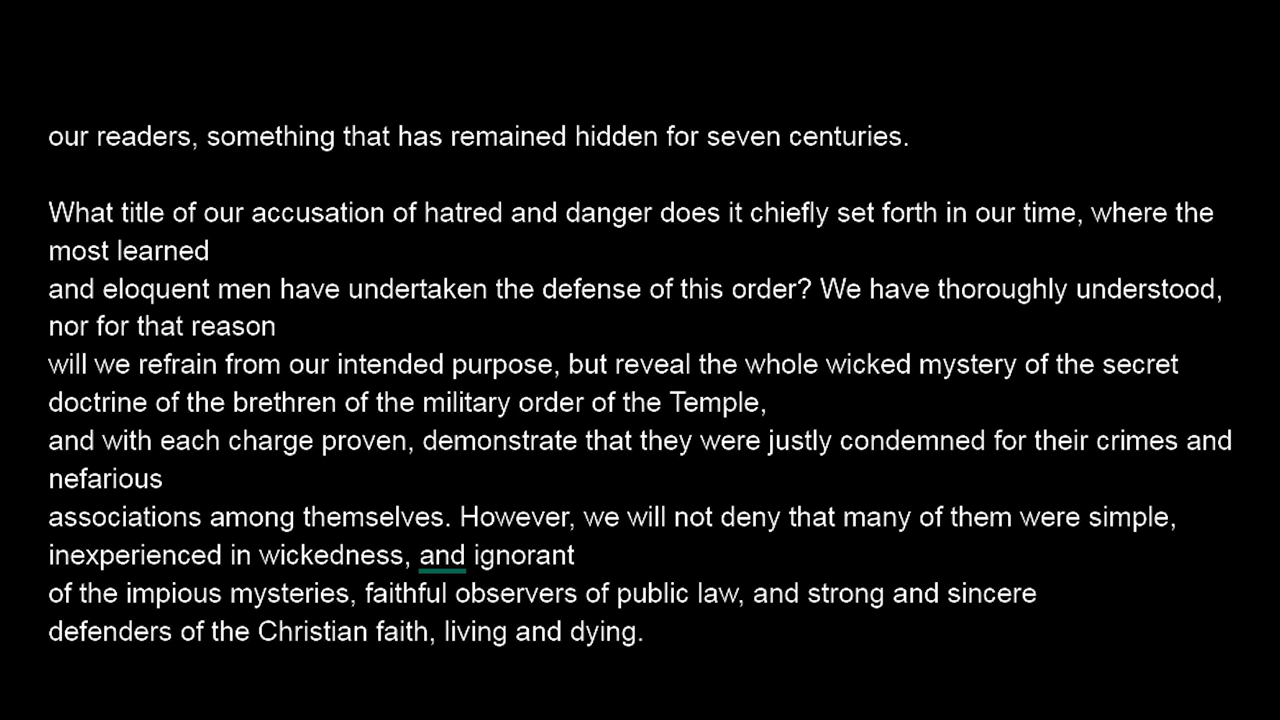 our readers, something that has remained hidden for seven centuries.
What title of our accusation of hatred and danger does it chiefly set forth in our time, where the
most learned
and eloquent men have undertaken the defense of this order? We have thoroughly understood,
nor for that reason
will we refrain from our intended purpose, but reveal the whole wicked mystery of the secret
doctrine of the brethren of the military order of the Temple,
and with each charge proven, demonstrate that they were justly condemned for their crimes and
nefarious
associations among themselves. However, we will not deny that many of them were simple,
inexperienced in wickedness, and ignorant
of the impious mysteries, faithful observers of public law, and strong and sincere
defenders of the Christian faith, living and dying.